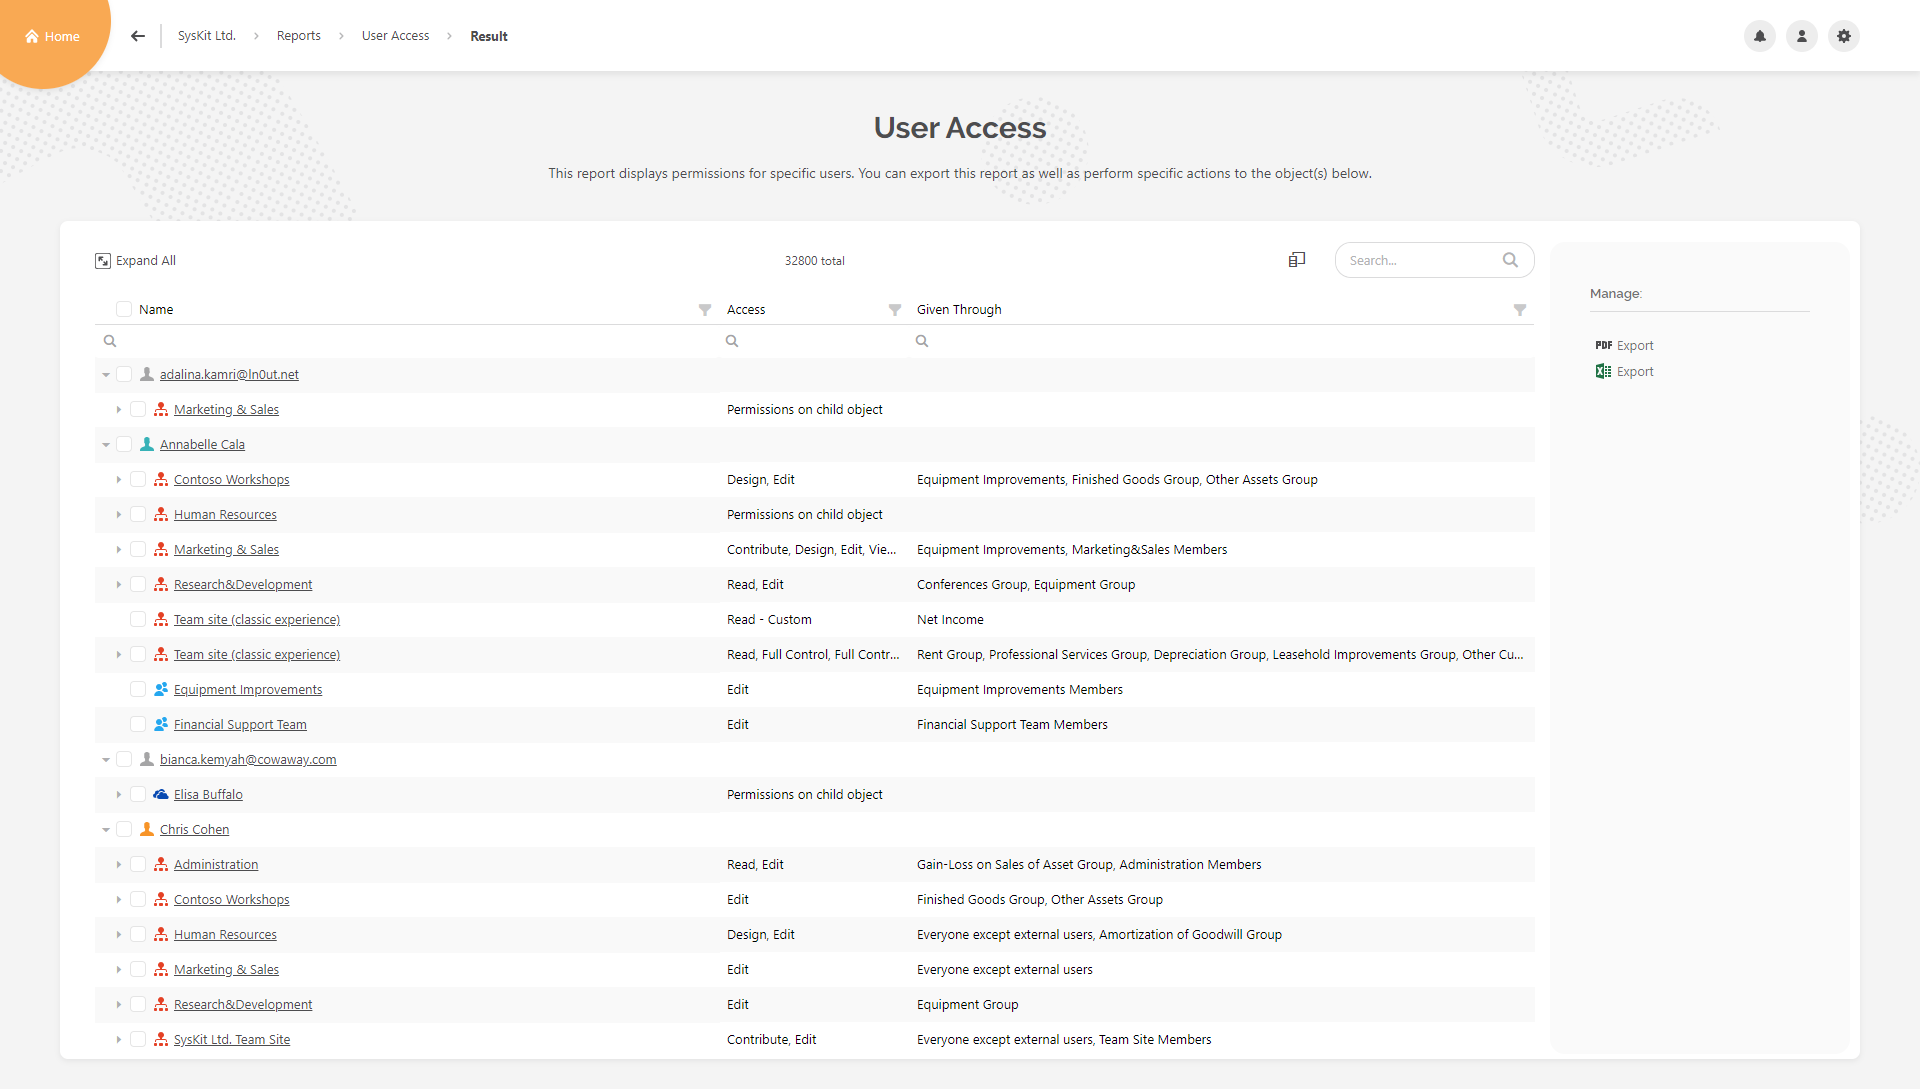 Home
SysKit Ltd. Reports User Access Result
User Access
This report displays permissions for specific users. You can export this report as well as perform specific actions to the object(s) below.
Expand All 32800 total Search...
Name Access Given Through
adalina.kamri@ln0ut.net
Marketing & Sales Permissions on child object
Annabelle Cala
Contoso Workshops Design, Edit Equipment Improvements, Finished Goods Group, Other Assets Group
Human Resources Permissions on child object
Marketing & Sales Contribute, Design, Edit, Vie... Equipment Improvements, Marketing&Sales Members
Research&Development Read, Edit Conferences Group, Equipment Group
Team site (classic experience) Read - Custom Net Income
Team site (classic experience) Read, Full Control, Full Contr... Rent Group, Professional Services Group, Depreciation Group, Leasehold Improvements Group, Other Cu...
Equipment Improvements Edit Equipment Improvements Members
Financial Support Team Edit Financial Support Team Members
bianca.kemyah@cowaway.com
Elisa Buffalo Permissions on child object
Chris Cohen
Administration Read, Edit Gain-Loss on Sales of Asset Group, Administration Members
Contoso Workshops Edit Finished Goods Group, Other Assets Group
Human Resources Design, Edit Everyone except external users, Amortization of Goodwill Group
Marketing & Sales Edit Everyone except external users
Research&Development Edit Equipment Group
SysKit Ltd. Team Site Contribute, Edit Everyone except external users, Team Site Members
Manage:
PDF Export
Export